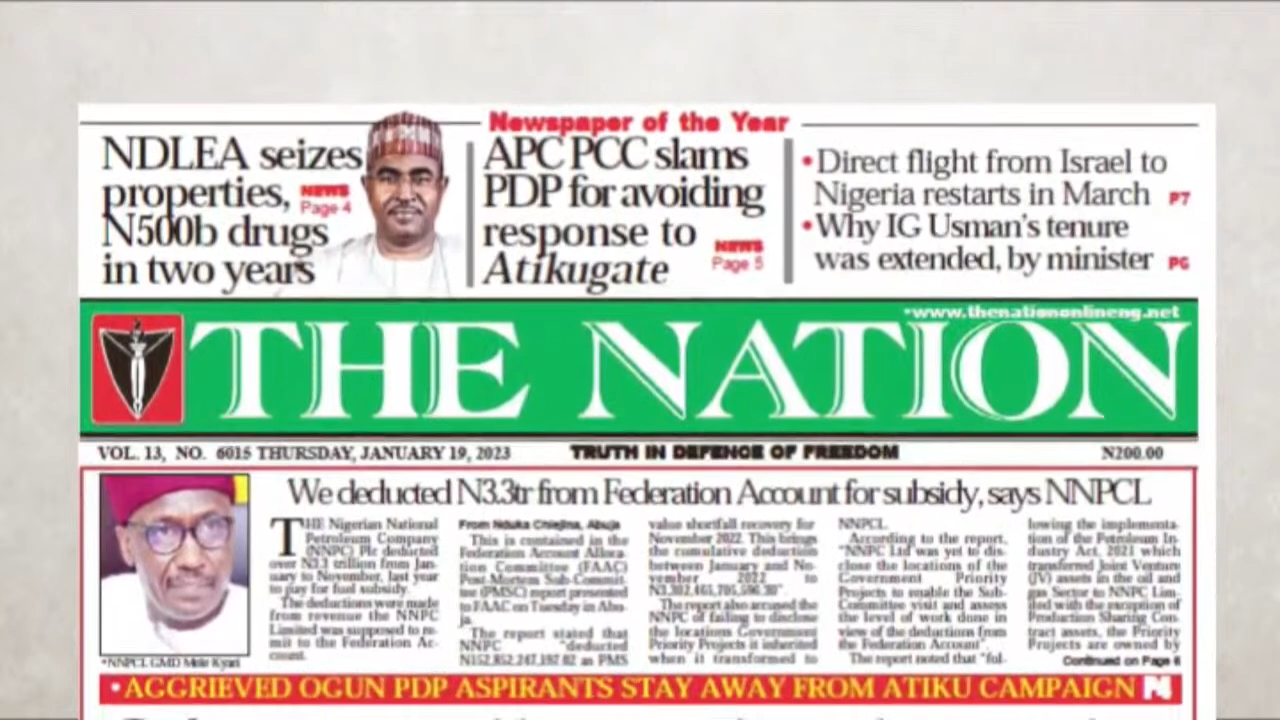 Newspaper of the Year
NDLEA seizes
properties,
NEWS
Page 4
N500b drugs
in two years
APC PCC slams
PDP for avoiding
response to
NEWS
Page 5
Atikugate
•Direct flight from Israel to
Nigeria restarts in March P7
•Why IG Usman's tenure
was extended, by minister P6
•www.thenationonlineng.net
THE NATION
VOL. 13, NO. 6015 THURSDAY, JANUARY 19, 2023
TRUTH IN DEFENCE OF FREEDOM
N200.00
We deducted N3.3tr from Federation Account for subsidy, says NNPCL
THE Nigerian National
Petroleum Company
(NNPC) Plc deducted
over N3.3 trillion from Jan-
uary to November, last year
to pay for fuel subsidy.
The deductions were made
from revenue the NNPC
Limited was supposed to re-
mit to the Federation Ac-
count.
From Nduka Chiejina, Abuja
This is contained in the
Federation Account Alloca-
tion Committee (FAAC)
Post-Mortem Sub-Commit-
tee (PMSC) report presented
to FAAC on Tuesday in Abu-
ja.
The report stated that
NNPC "deducted
as PMS
value shortfall recovery for
November 2022. This brings
the cumulative deduction
between January and No-
vember 2022 to
The report also accused the
NNPC of failing to disclose
the locations Government
Priority Projects it inherited
when it transformed to
NNPCL.
According to the report,
"NNPC Ltd was yet to dis-
close the locations of the
Government Priority
Projects to enable the Sub-
Committee visit and assess
the level of work done in
view of the deductions from
the Federation Account".
The report noted that "fol-
lowing the implementa-
tion of the Petroleum In-
dustry Act, 2021 which
transferred Joint Venture
(JV) assets in the oil and
gas Sector to NNPC Lim-
ited with the exception of
Production Sharing Con-
tract assets, the Priority
Projects are owned by
Continued on Page 6
*NNPCL GMD Mele Kyari
•AGGRIEVED OGUN PDP ASPIRANTS STAY AWAY FROM ATIKU CAMPAIGN P4